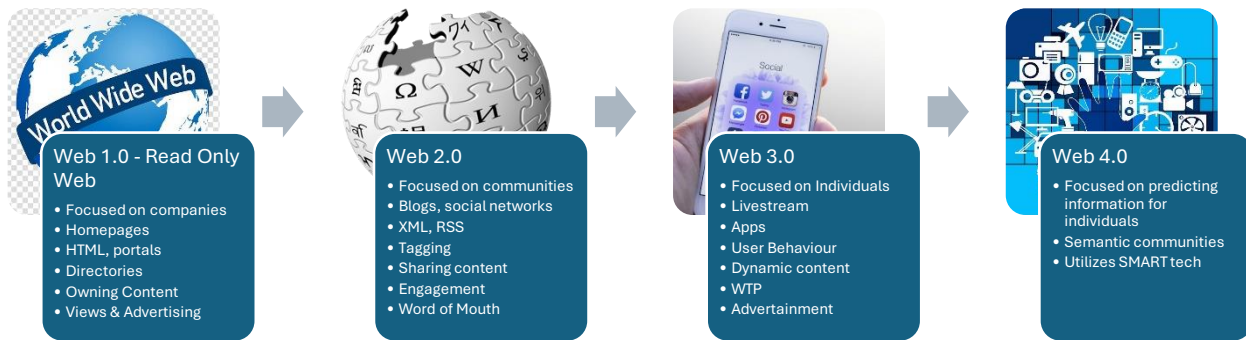 World Wide Web
Web 1.0 - Read Only
Web
• Focused on companies
• Homepages
• HTML, portals
• Directories
• Owning Content
• Views & Advertising
Ω
W
И
Web 2.0
• Focused on communities
• Blogs, social networks
• XML, RSS
• Tagging
• Sharing content
• Engagement
• Word of Mouth
Social
Web 3.0
• Focused on Individuals
• Livestream
• Apps
• User Behaviour
• Dynamic content
• WTP
• Advertainment
Web 4.0
• Focused on predicting
information for
individuals
• Semantic communities
• Utilizes SMART tech